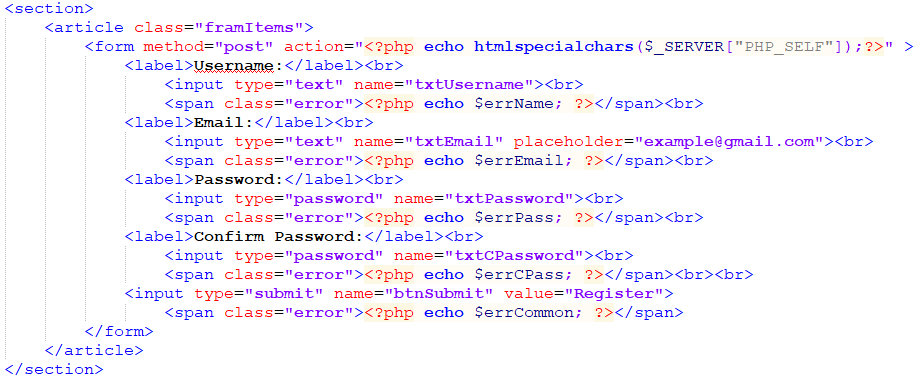 <section>
<article class="framItems">
<form method="post" action="<?php echo htmlspecialchars($_SERVER["PHP_SELF"]);?>" >
<label>Username:</label><br>
<input type="text" name="txtUsername"><br>
<span class="error"><?php echo $errName; ?></span><br>
<label>Email:</label><br>
<input type="text" name="txtEmail" placeholder="example@gmail.com"><br>
<span class="error"><?php echo $errEmail; ?></span><br>
<label>Password:</label><br>
<input type="password" name="txtPassword"><br>
<span class="error"><?php echo $errPass; ?></span><br>
<label>Confirm Password:</label><br>
<input type="password" name="txtCPassword"><br>
<span class="error"><?php echo $errCPass; ?></span><br><br>
<input type="submit" name="btnSubmit" value="Register">
<span class="error"><?php echo $errCommon; ?></span>
</form>
</article>
</section>